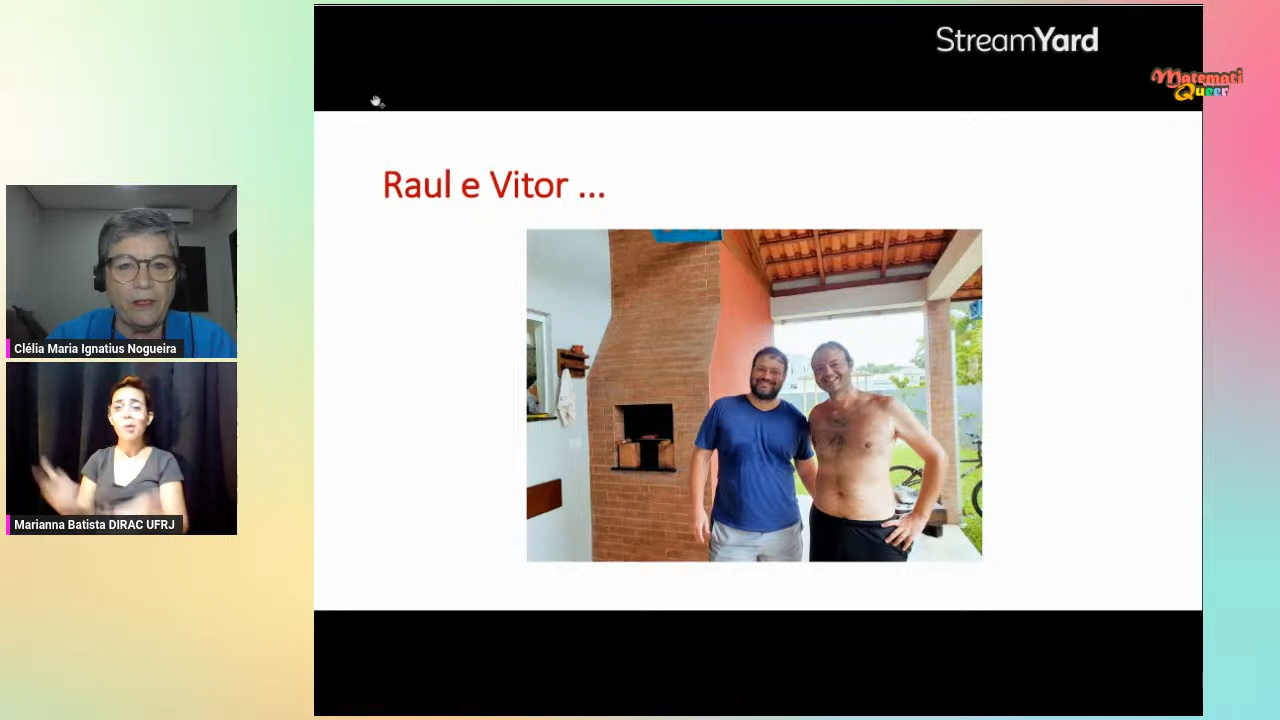 StreamYard
Matemati
Queer
Raul e Vitor ...
Clélia Maria Ignatius Nogueira
Marianna Batista DIRAC UFRJ